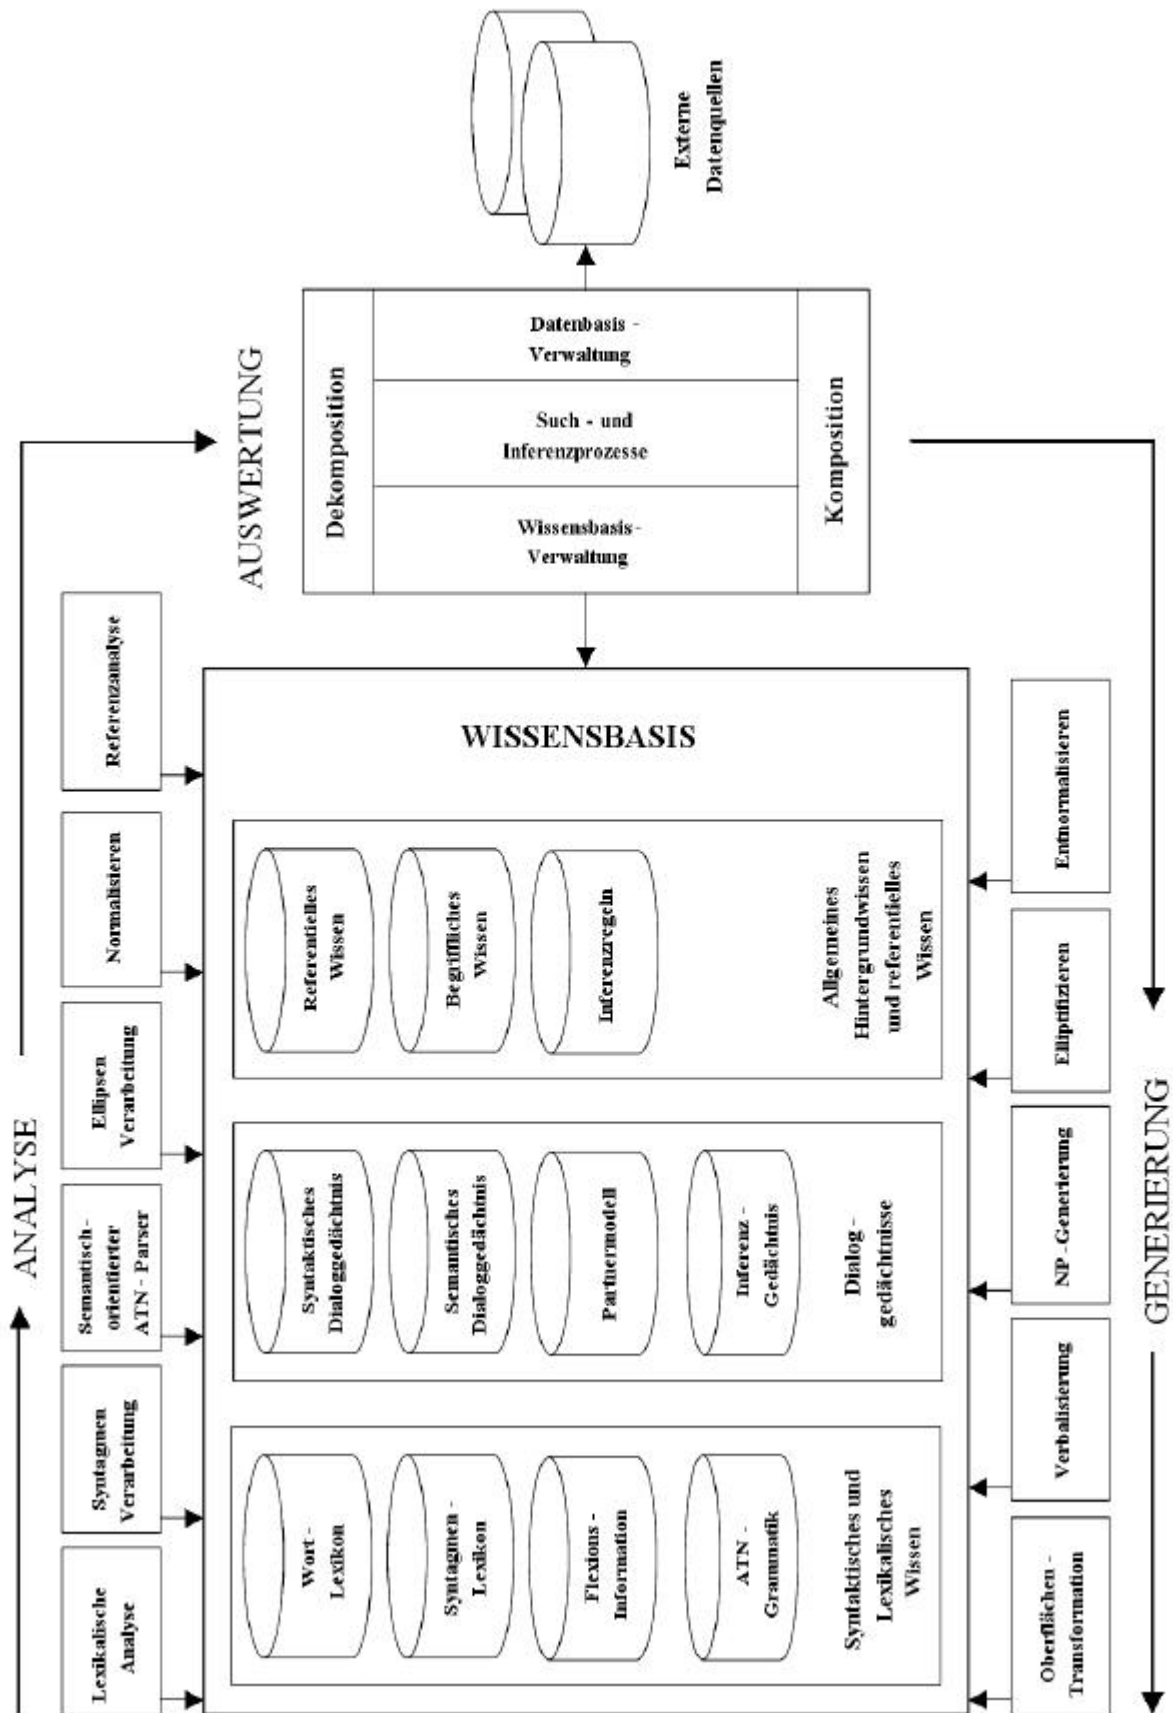 ANALYSE
Lexikalische
Analyse
Syntagmen
Verarbeitung
Semantisch -
orientierter
ATN - Parser
Ellipsen
Verarbeitung
Normalisieren
Referenzanalyse
AUSWERTUNG
Dekomposition
Datenbasis -
Verwaltung
Such - und
Inferenzprozesse
Wissensbasis -
Verwaltung
Komposition
Externe
Datenquellen
WISSENSBASIS
Wort -
Lexikon
Syntagmen -
Lexikon
Flexions -
Information
ATN -
Grammatik
Syntaktisches und
Lexikalisches
Wissen
Syntaktisches
Dialoggedächtnis
Semantisches
Dialoggedächtnis
Partnermodell
Inferenz -
Gedächtnis
Dialog -
gedächtnisse
Referentielles
Wissen
Begriffliches
Wissen
Inferenzregeln
Allgemeines
Hintergrundwissen
und referentielles
Wissen
Oberflächen -
Transformation
Verbalisierung
NP - Generierung
Elliptifizieren
Entnormalisieren
GENERIERUNG